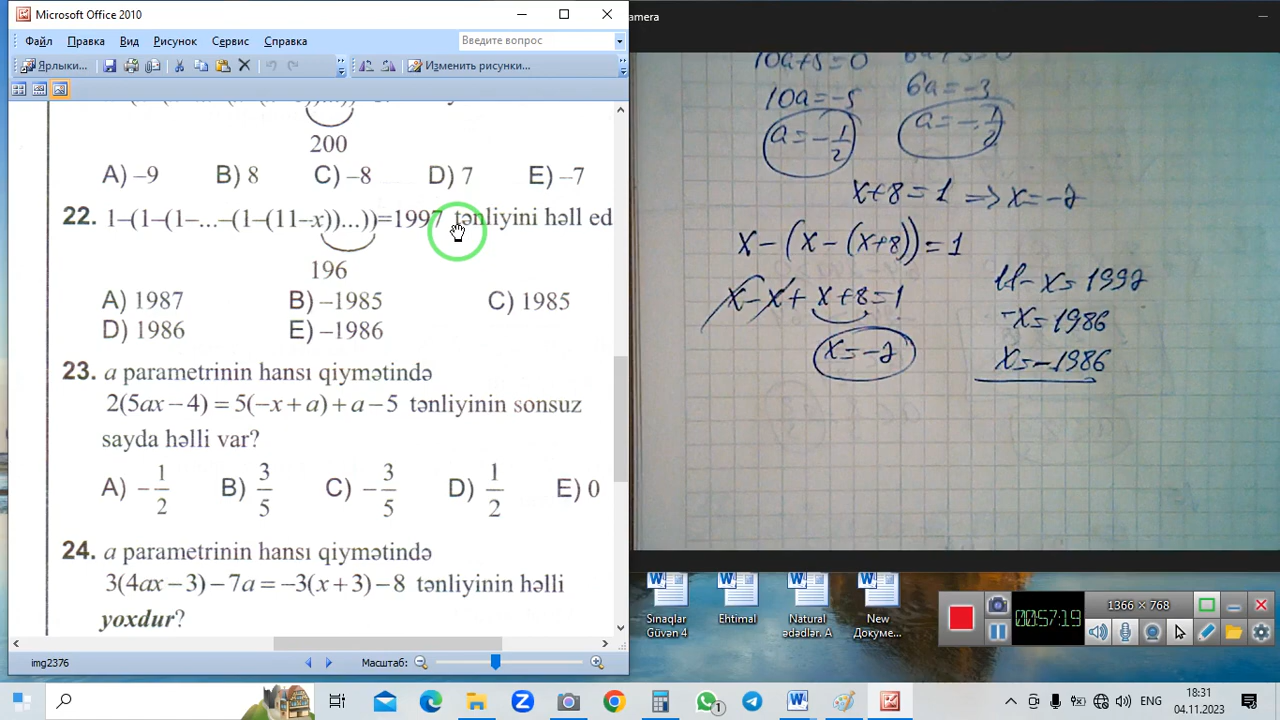 Microsoft Office 2010
Файл Правка Вид Рисунок Сервис Справка
Введите вопрос
Ярлыки...
Изменить рисунки...
200
A) –9 B) 8 C) –8 D) 7 E) –7
22. 1–(1–(1–...–(1–(11–x))...))=1997 tənliyini həll ed
196
A) 1987 B) –1985 C) 1985
D) 1986 E) –1986
23. a parametrinin hansı qiymətində
2(5ax – 4) = 5(–x + a) + a – 5 tənliyinin sonsuz
sayda həlli var?
A) –1/2 B) 3/5 C) –3/5 D) 1/2 E) 0
24. a parametrinin hansı qiymətində
3(4ax – 3) – 7a = –3(x + 3) – 8 tənliyinin həlli
yoxdur?
img2376
Масштаб:
amera
10a+5=0
10a=-5 6a=-3
a=-1/2 a=-1/2
x+8=1 => x=-7
x-(x-(x+8))=1
x-x+x+8=1
x=-7
11-x=1997
-x=1986
x=-1986
Sınaqlar Güvən 4
Ehtimal
Natural ədədlər. A
New Докуме...
1366 × 768
00:57:19
1
ENG
18:31
04.11.2023